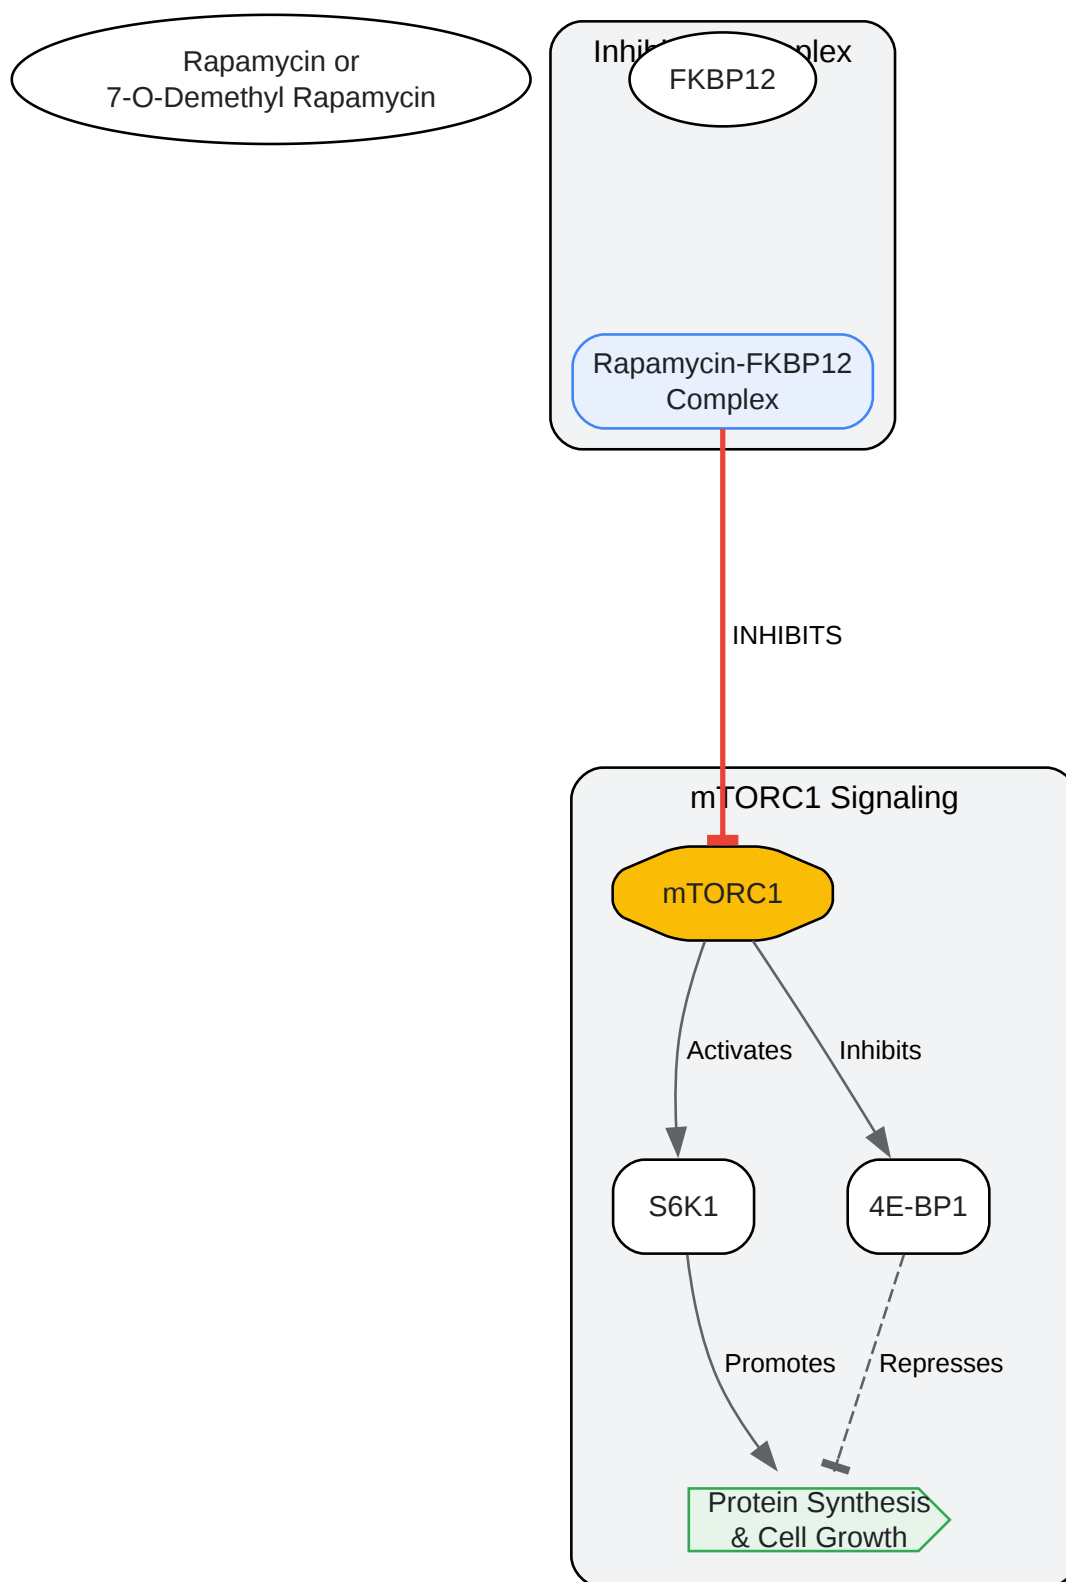 Rapamycin or
7-O-Demethyl Rapamycin
FKBP12
Rapamycin-FKBP12
Complex
INHIBITS
mTORC1 Signaling
mTORC1
Activates
Inhibits
S6K1
4E-BP1
Promotes
Represses
Protein Synthesis
& Cell Growth